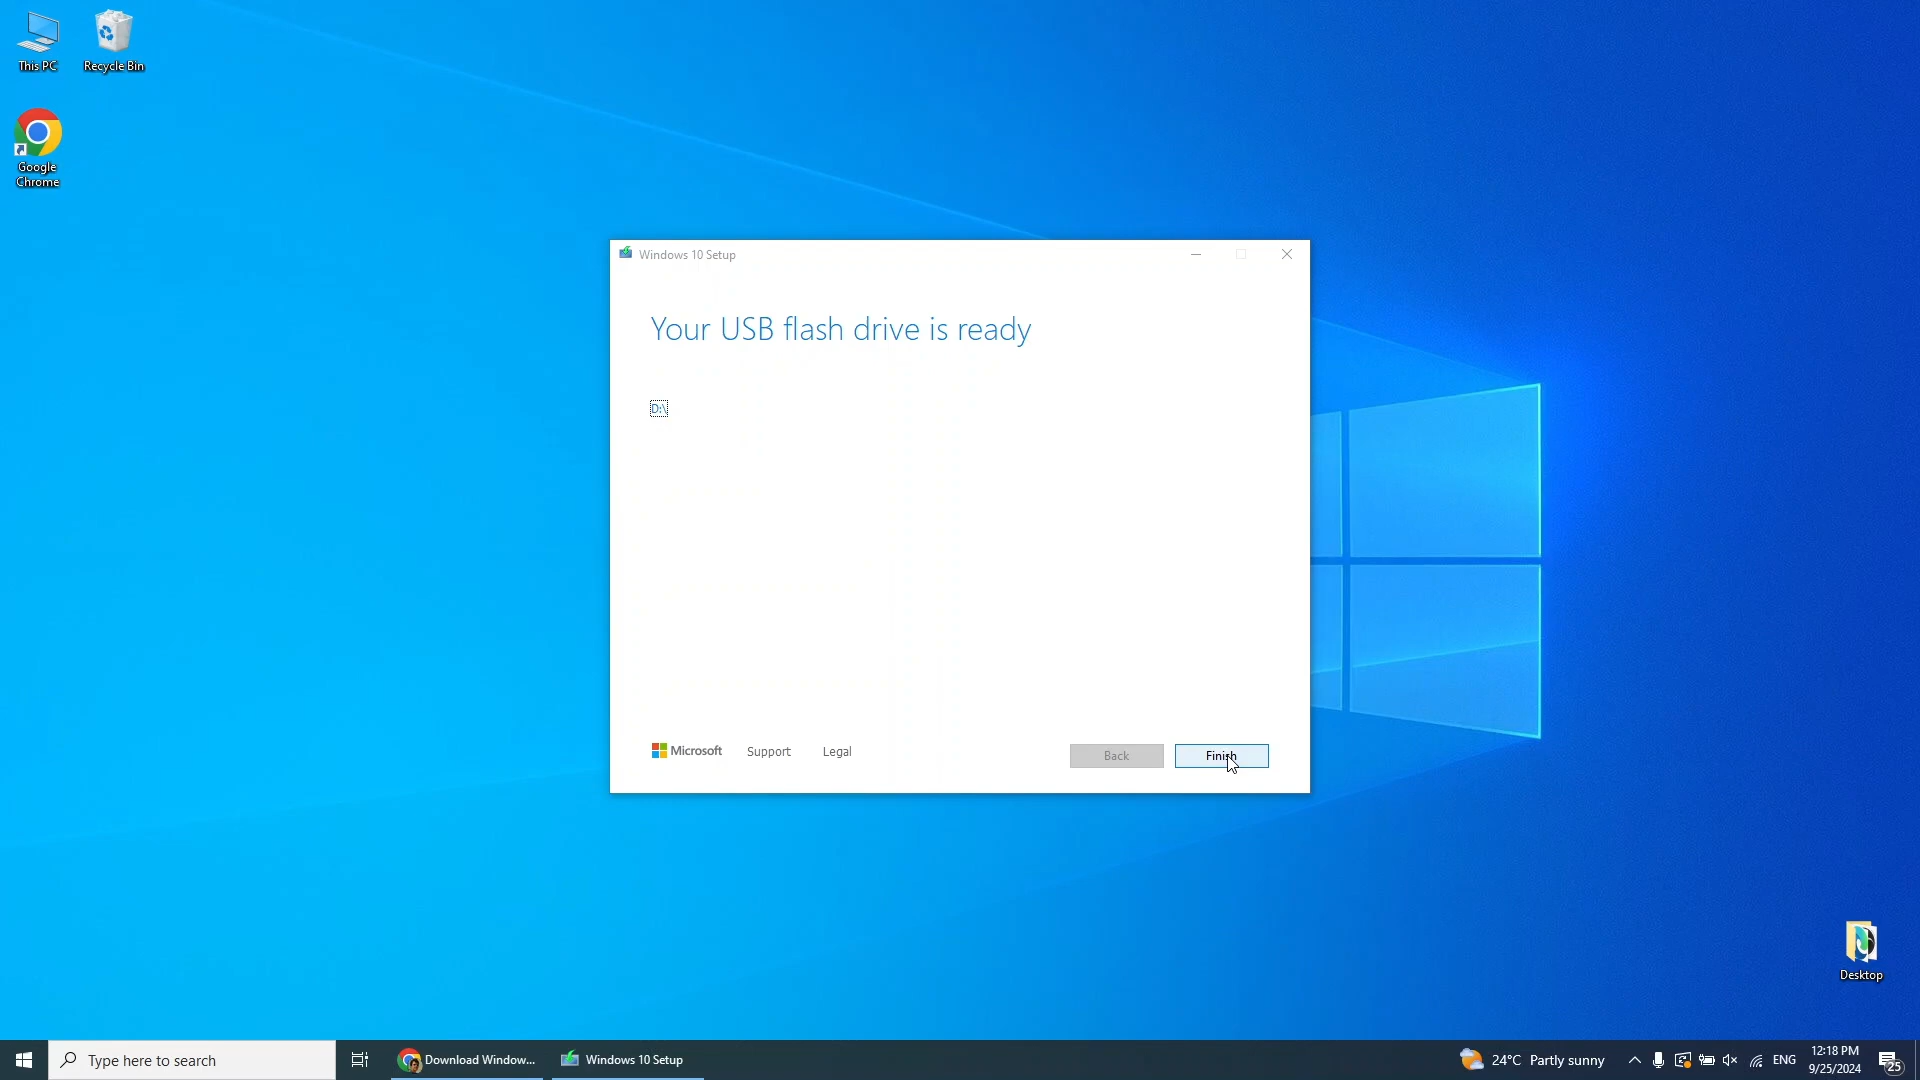 This PC
Recycle Bin
Google
Chrome
Windows 10 Setup
Your USB flash drive is ready
D:\
Microsoft
Support
Legal
Back
Finish
Desktop
Type here to search
Download Window...
Windows 10 Setup
24°C Partly sunny
ENG
12:18 PM
9/25/2024
25